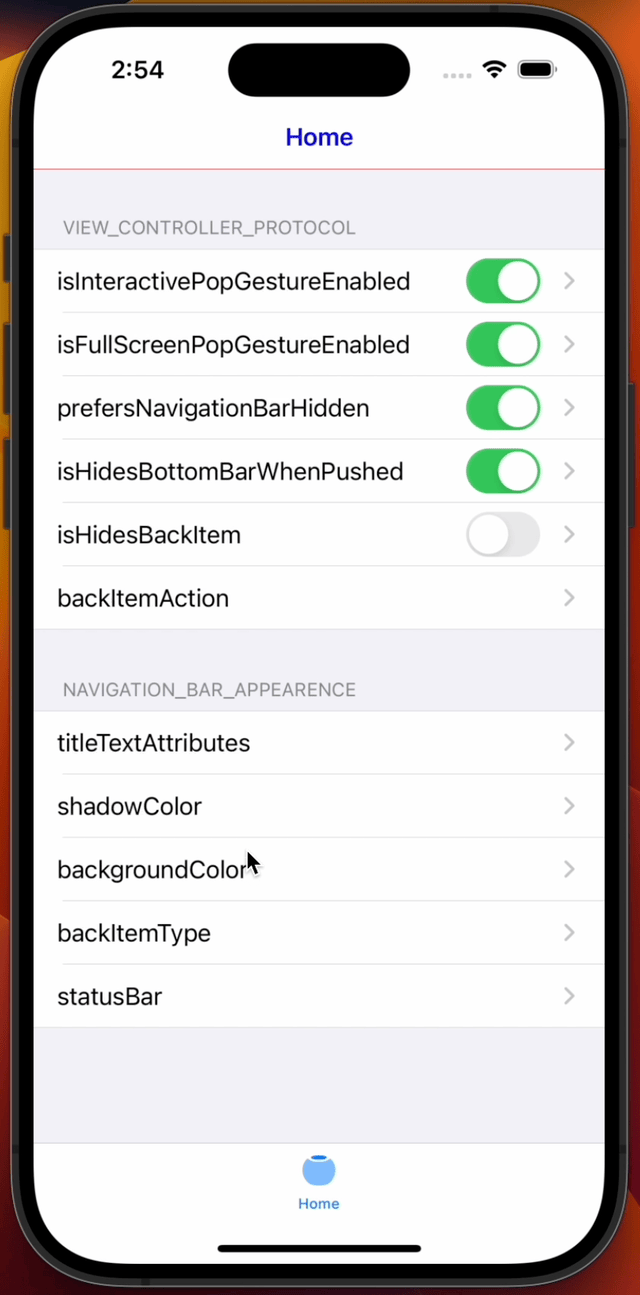 2:54
Home
VIEW_CONTROLLER_PROTOCOL
isInteractivePopGestureEnabled
isFullScreenPopGestureEnabled
prefersNavigationBarHidden
isHidesBottomBarWhenPushed
isHidesBackItem
backItemAction
NAVIGATION_BAR_APPEARENCE
titleTextAttributes
shadowColor
backgroundColor
backItemType
statusBar
Home